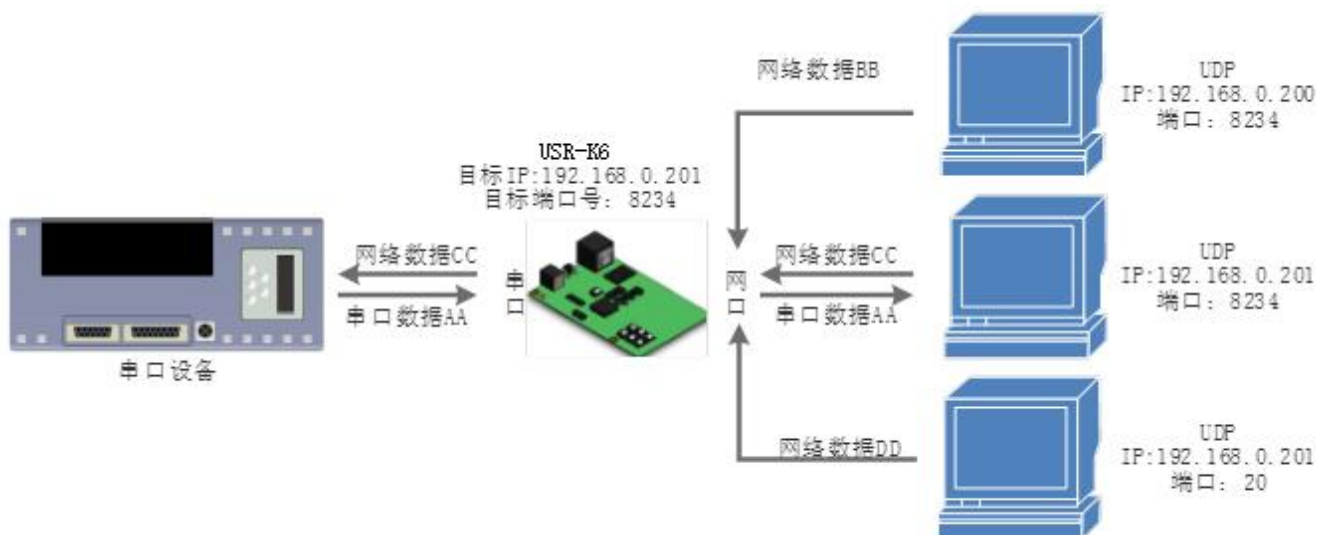 网络数据BB
UDP
IP:192.168.0.200
端口：8234
USR-K6
目标IP:192.168.0.201
目标端口号：8234
网络数据CC
串口数据AA
串口
网口
网络数据CC
串口数据AA
UDP
IP:192.168.0.201
端口：8234
串口设备
网络数据DD
UDP
IP:192.168.0.201
端口：20